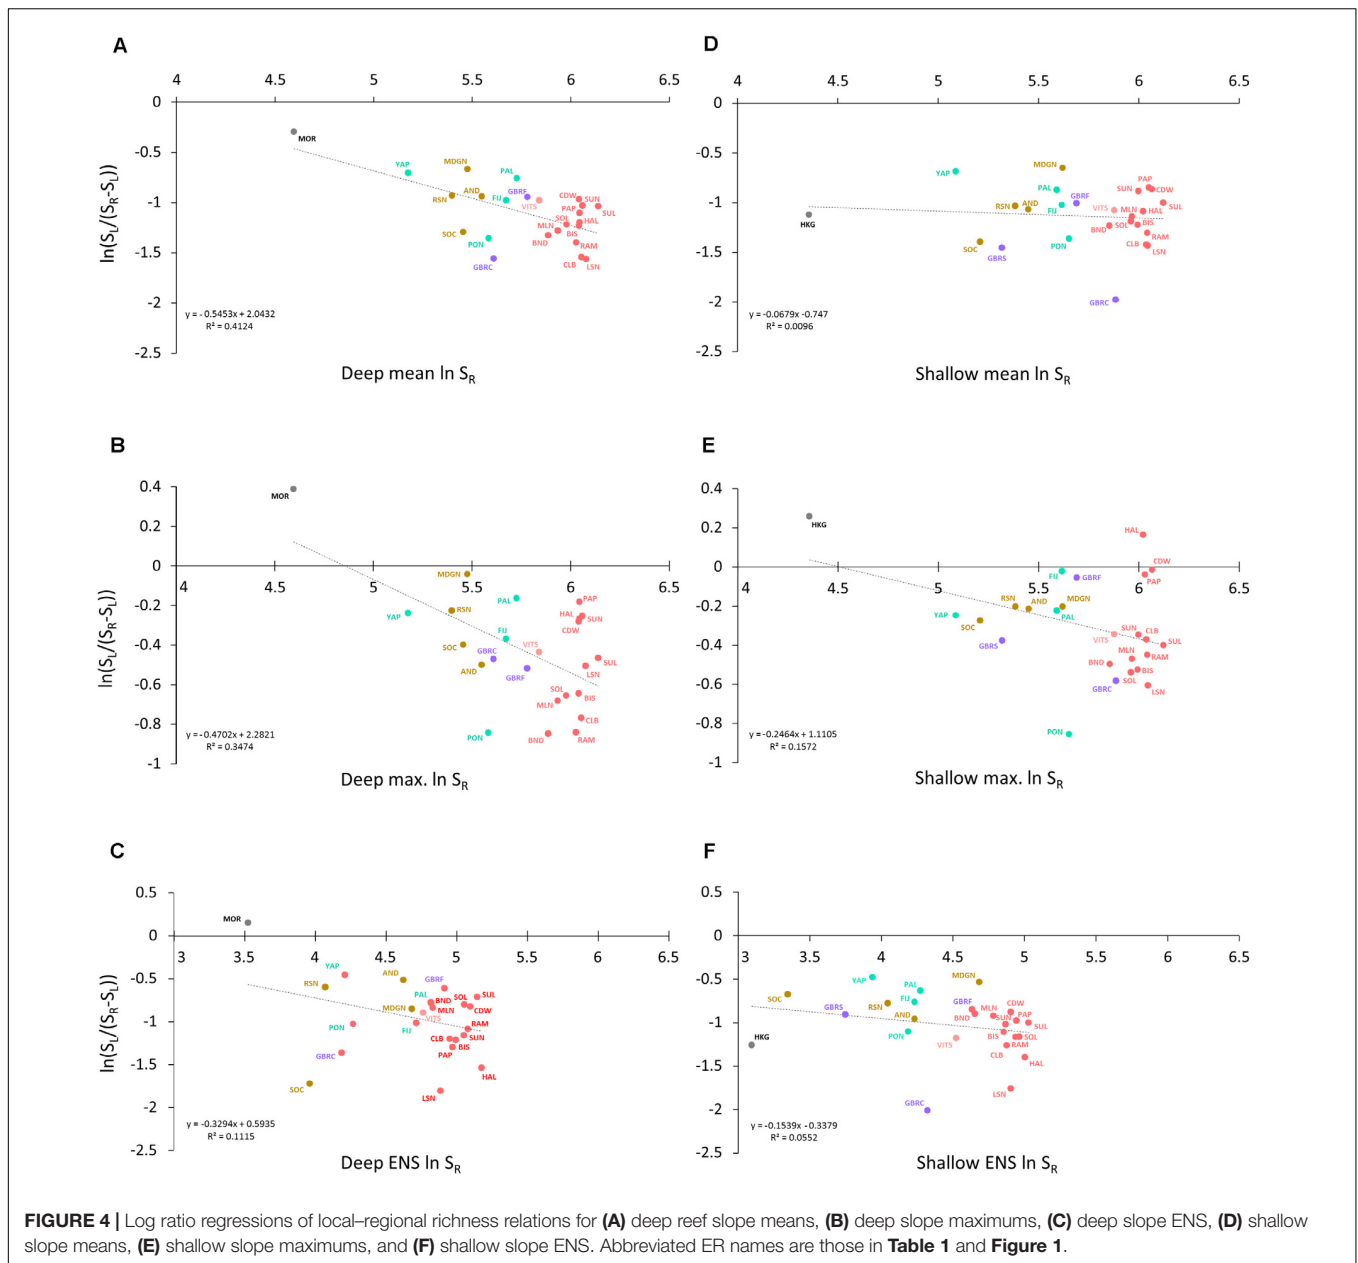 A
4 4.5 5 5.5 6 6.5
0
-0.5
-1
-1.5
-2
-2.5
ln(S_L/(S_R-S_L))
MOR
YAP
MDGN
PAL
RSN
AND
FIJ
GBRF
VITS
CDW
SUN
PAP
SUL
SOL
HAL
MLN
BIS
SOC
PON
BND
RAM
GBRC
CLB
LSN
y = -0.5453x + 2.0432
R² = 0.4124
Deep mean ln S_R
D
4 4.5 5 5.5 6 6.5
0
-0.5
-1
-1.5
-2
-2.5
YAP
MDGN
PAP
PAL
SUN
CDW
GBRF
RSN
AND
FIJ
VITS
MLN
HAL
SUL
HKG
SOL
BIS
BND
RAM
SOC
GBRS
PON
CLB
LSN
GBRC
y = -0.0679x -0.747
R² = 0.0096
Shallow mean ln S_R
B
0.4
0.2
0
-0.2
-0.4
-0.6
-0.8
-1
4 4.5 5 5.5 6 6.5
ln(S_L/(S_R-S_L))
MOR
MDGN
PAL
PAP
YAP
RSN
HAL
SUN
CDW
FIJ
SOC
VITS
GBRC
SUL
AND
GBRF
LSN
SOL
BIS
MLN
CLB
PON
BND
RAM
y = -0.4702x + 2.2821
R² = 0.3474
Deep max. ln S_R
E
0.4
0.2
0
-0.2
-0.4
-0.6
-0.8
-1
4 4.5 5 5.5 6 6.5
HKG
HAL
CDW
FIJ
GBRF
PAP
YAP
RSN
AND
MDGN
PAL
SOC
GBRS
VITS
SUN
CLB
SUL
MLN
RAM
BND
BIS
SOL
GBRC
LSN
PON
y = -0.2464x + 1.1105
R² = 0.1572
Shallow max. ln S_R
C
0.5
0
-0.5
-1
-1.5
-2
-2.5
3 3.5 4 4.5 5 5.5 6 6.5
ln(S_L/(S_R-S_L))
MOR
YAP
AND
RSN
GBRF
PAL
BND
SOL
SUL
MDGN
MLN
CDW
VITS
PON
FIJ
RAM
CLB
SUN
BIS
PAP
GBRC
HAL
SOC
LSN
y = -0.3294x + 0.5935
R² = 0.1115
Deep ENS ln S_R
F
0.5
0
-0.5
-1
-1.5
-2
-2.5
3 3.5 4 4.5 5 5.5 6 6.5
YAP
MDGN
PAL
SOC
GBRS
RSN
FIJ
GBRF
MLN
CDW
AND
BND
SUN
PAP
SUL
PON
BIS
SOL
HKG
VITS
CLB
RAM
HAL
LSN
GBRC
y = -0.1539x - 0.3379
R² = 0.0552
Shallow ENS ln S_R
FIGURE 4 | Log ratio regressions of local–regional richness relations for (A) deep reef slope means, (B) deep slope maximums, (C) deep slope ENS, (D) shallow
slope means, (E) shallow slope maximums, and (F) shallow slope ENS. Abbreviated ER names are those in Table 1 and Figure 1.